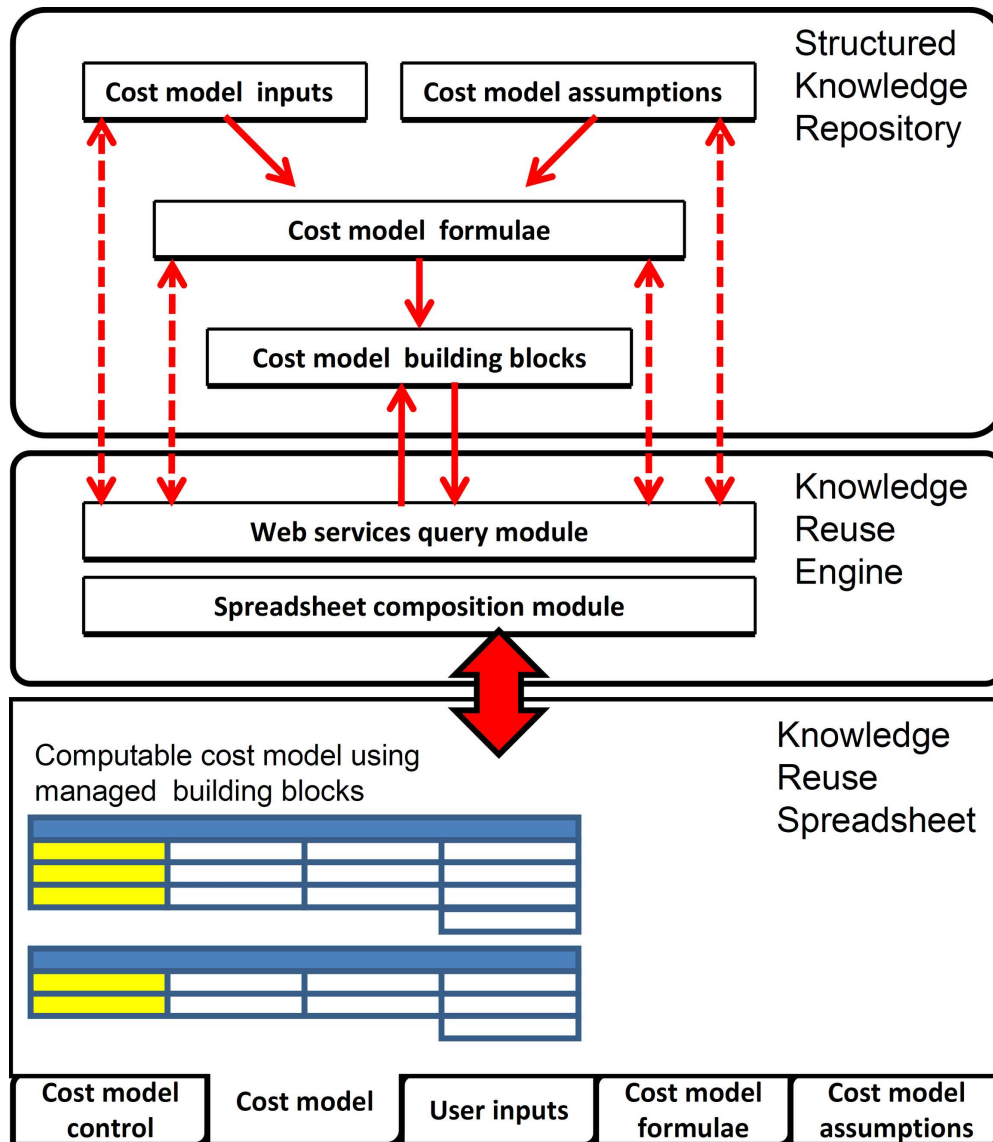 Structured
Knowledge
Repository
Cost model inputs
Cost model assumptions
Cost model formulae
Cost model building blocks
Knowledge
Reuse
Engine
Web services query module
Spreadsheet composition module
Knowledge
Reuse
Spreadsheet
Computable cost model using
managed building blocks
Cost model
control
Cost model
User inputs
Cost model
formulae
Cost model
assumptions